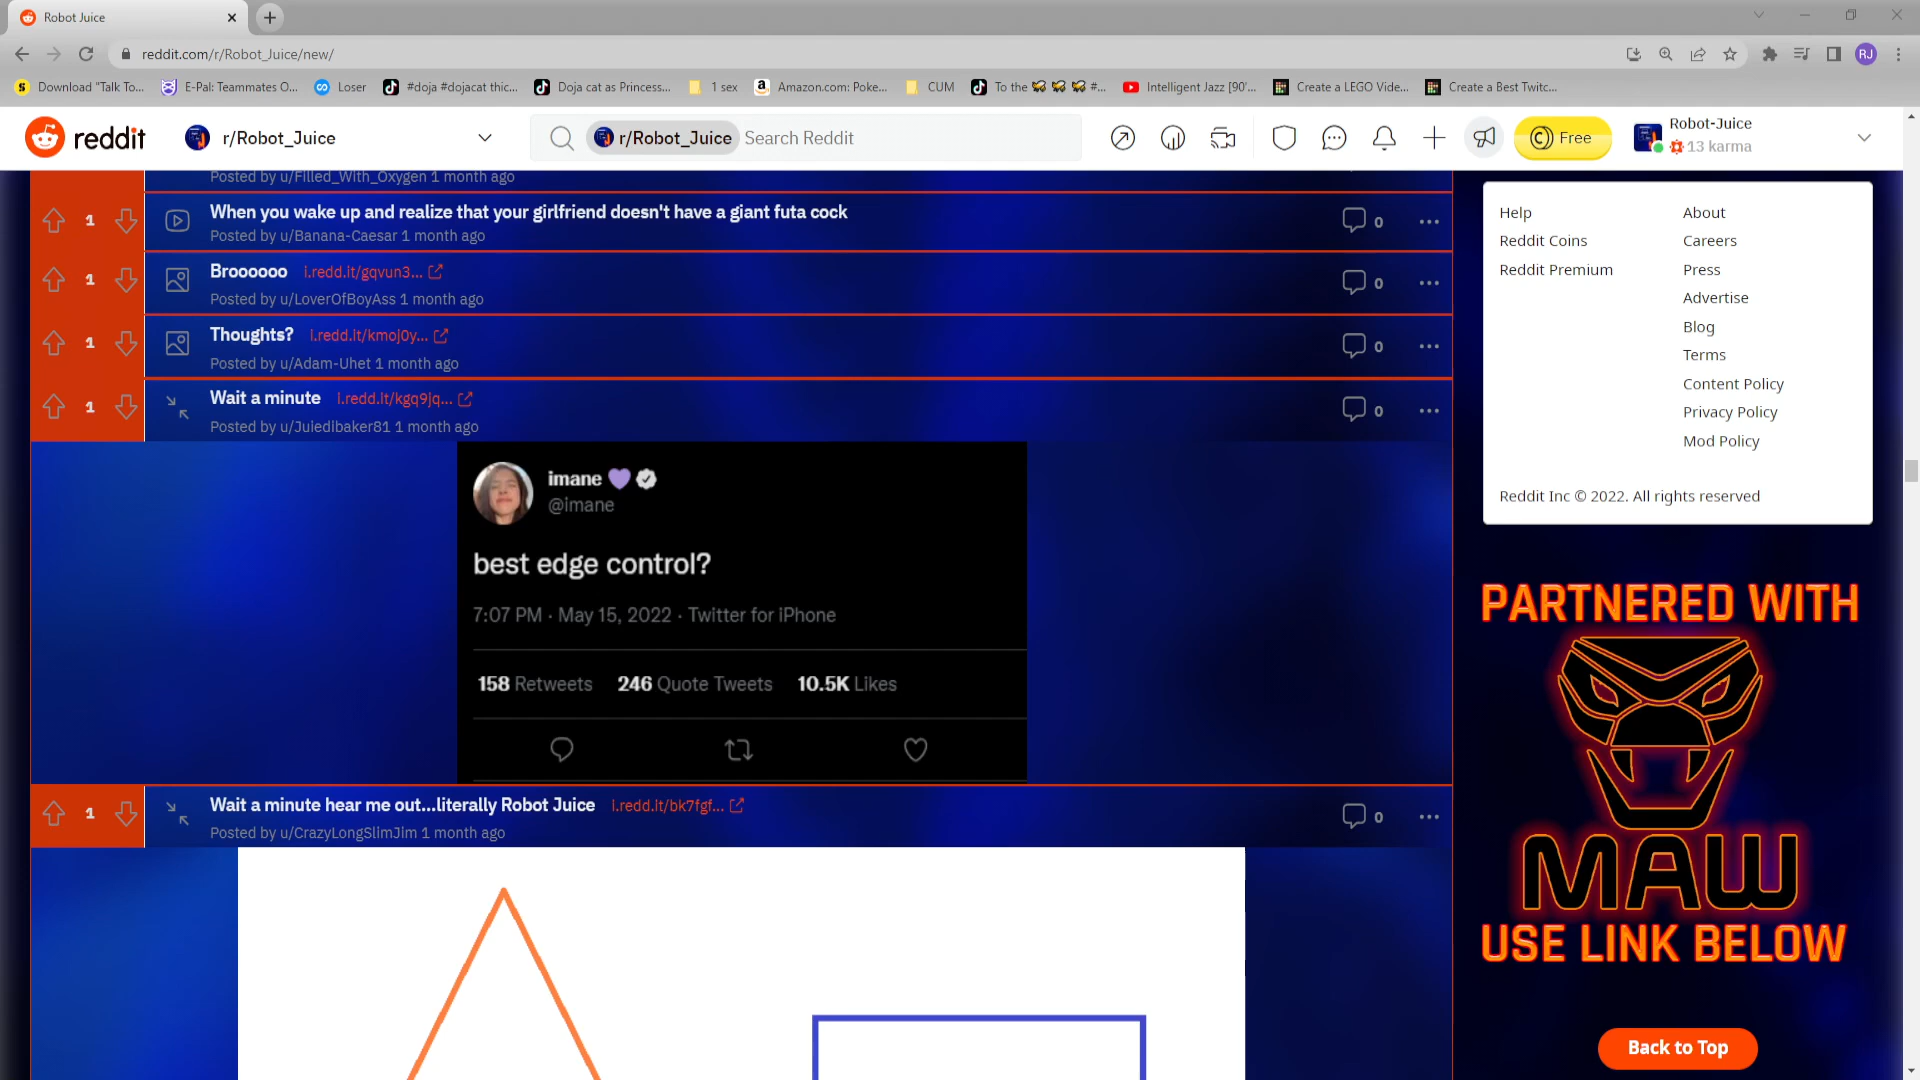 Robot Juice
reddit.com/r/Robot_Juice/new/
RJ
Download "Talk To...
E-Pal: Teammates O...
Loser
#doja #dojacat thic...
Doja cat as Princess...
1 sex
Amazon.com: Poke...
CUM
To the 🐝 🐝 🐝 #...
Intelligent Jazz [90'...
Create a LEGO Vide...
Create a Best Twitc...
reddit
r/Robot_Juice
r/Robot_Juice
Search Reddit
Free
Robot-Juice
13 karma
Posted by u/Filled_With_Oxygen 1 month ago
1
When you wake up and realize that your girlfriend doesn't have a giant futa cock
Posted by u/Banana-Caesar 1 month ago
0
1
Broooooo i.redd.it/gqvun3...
Posted by u/LoverOfBoyAss 1 month ago
0
1
Thoughts? i.redd.it/kmoj0y...
Posted by u/Adam-Uhet 1 month ago
0
1
Wait a minute i.redd.it/kgq9jq...
Posted by u/Juiedibaker81 1 month ago
0
imane 💜
@imane
best edge control?
7:07 PM · May 15, 2022 · Twitter for iPhone
158 Retweets 246 Quote Tweets 10.5K Likes
1
Wait a minute hear me out...literally Robot Juice i.redd.it/bk7fgf...
Posted by u/CrazyLongSlimJim 1 month ago
0
Help
About
Reddit Coins
Careers
Reddit Premium
Press
Advertise
Blog
Terms
Content Policy
Privacy Policy
Mod Policy
Reddit Inc © 2022. All rights reserved
PARTNERED WITH
MAW
USE LINK BELOW
Back to Top